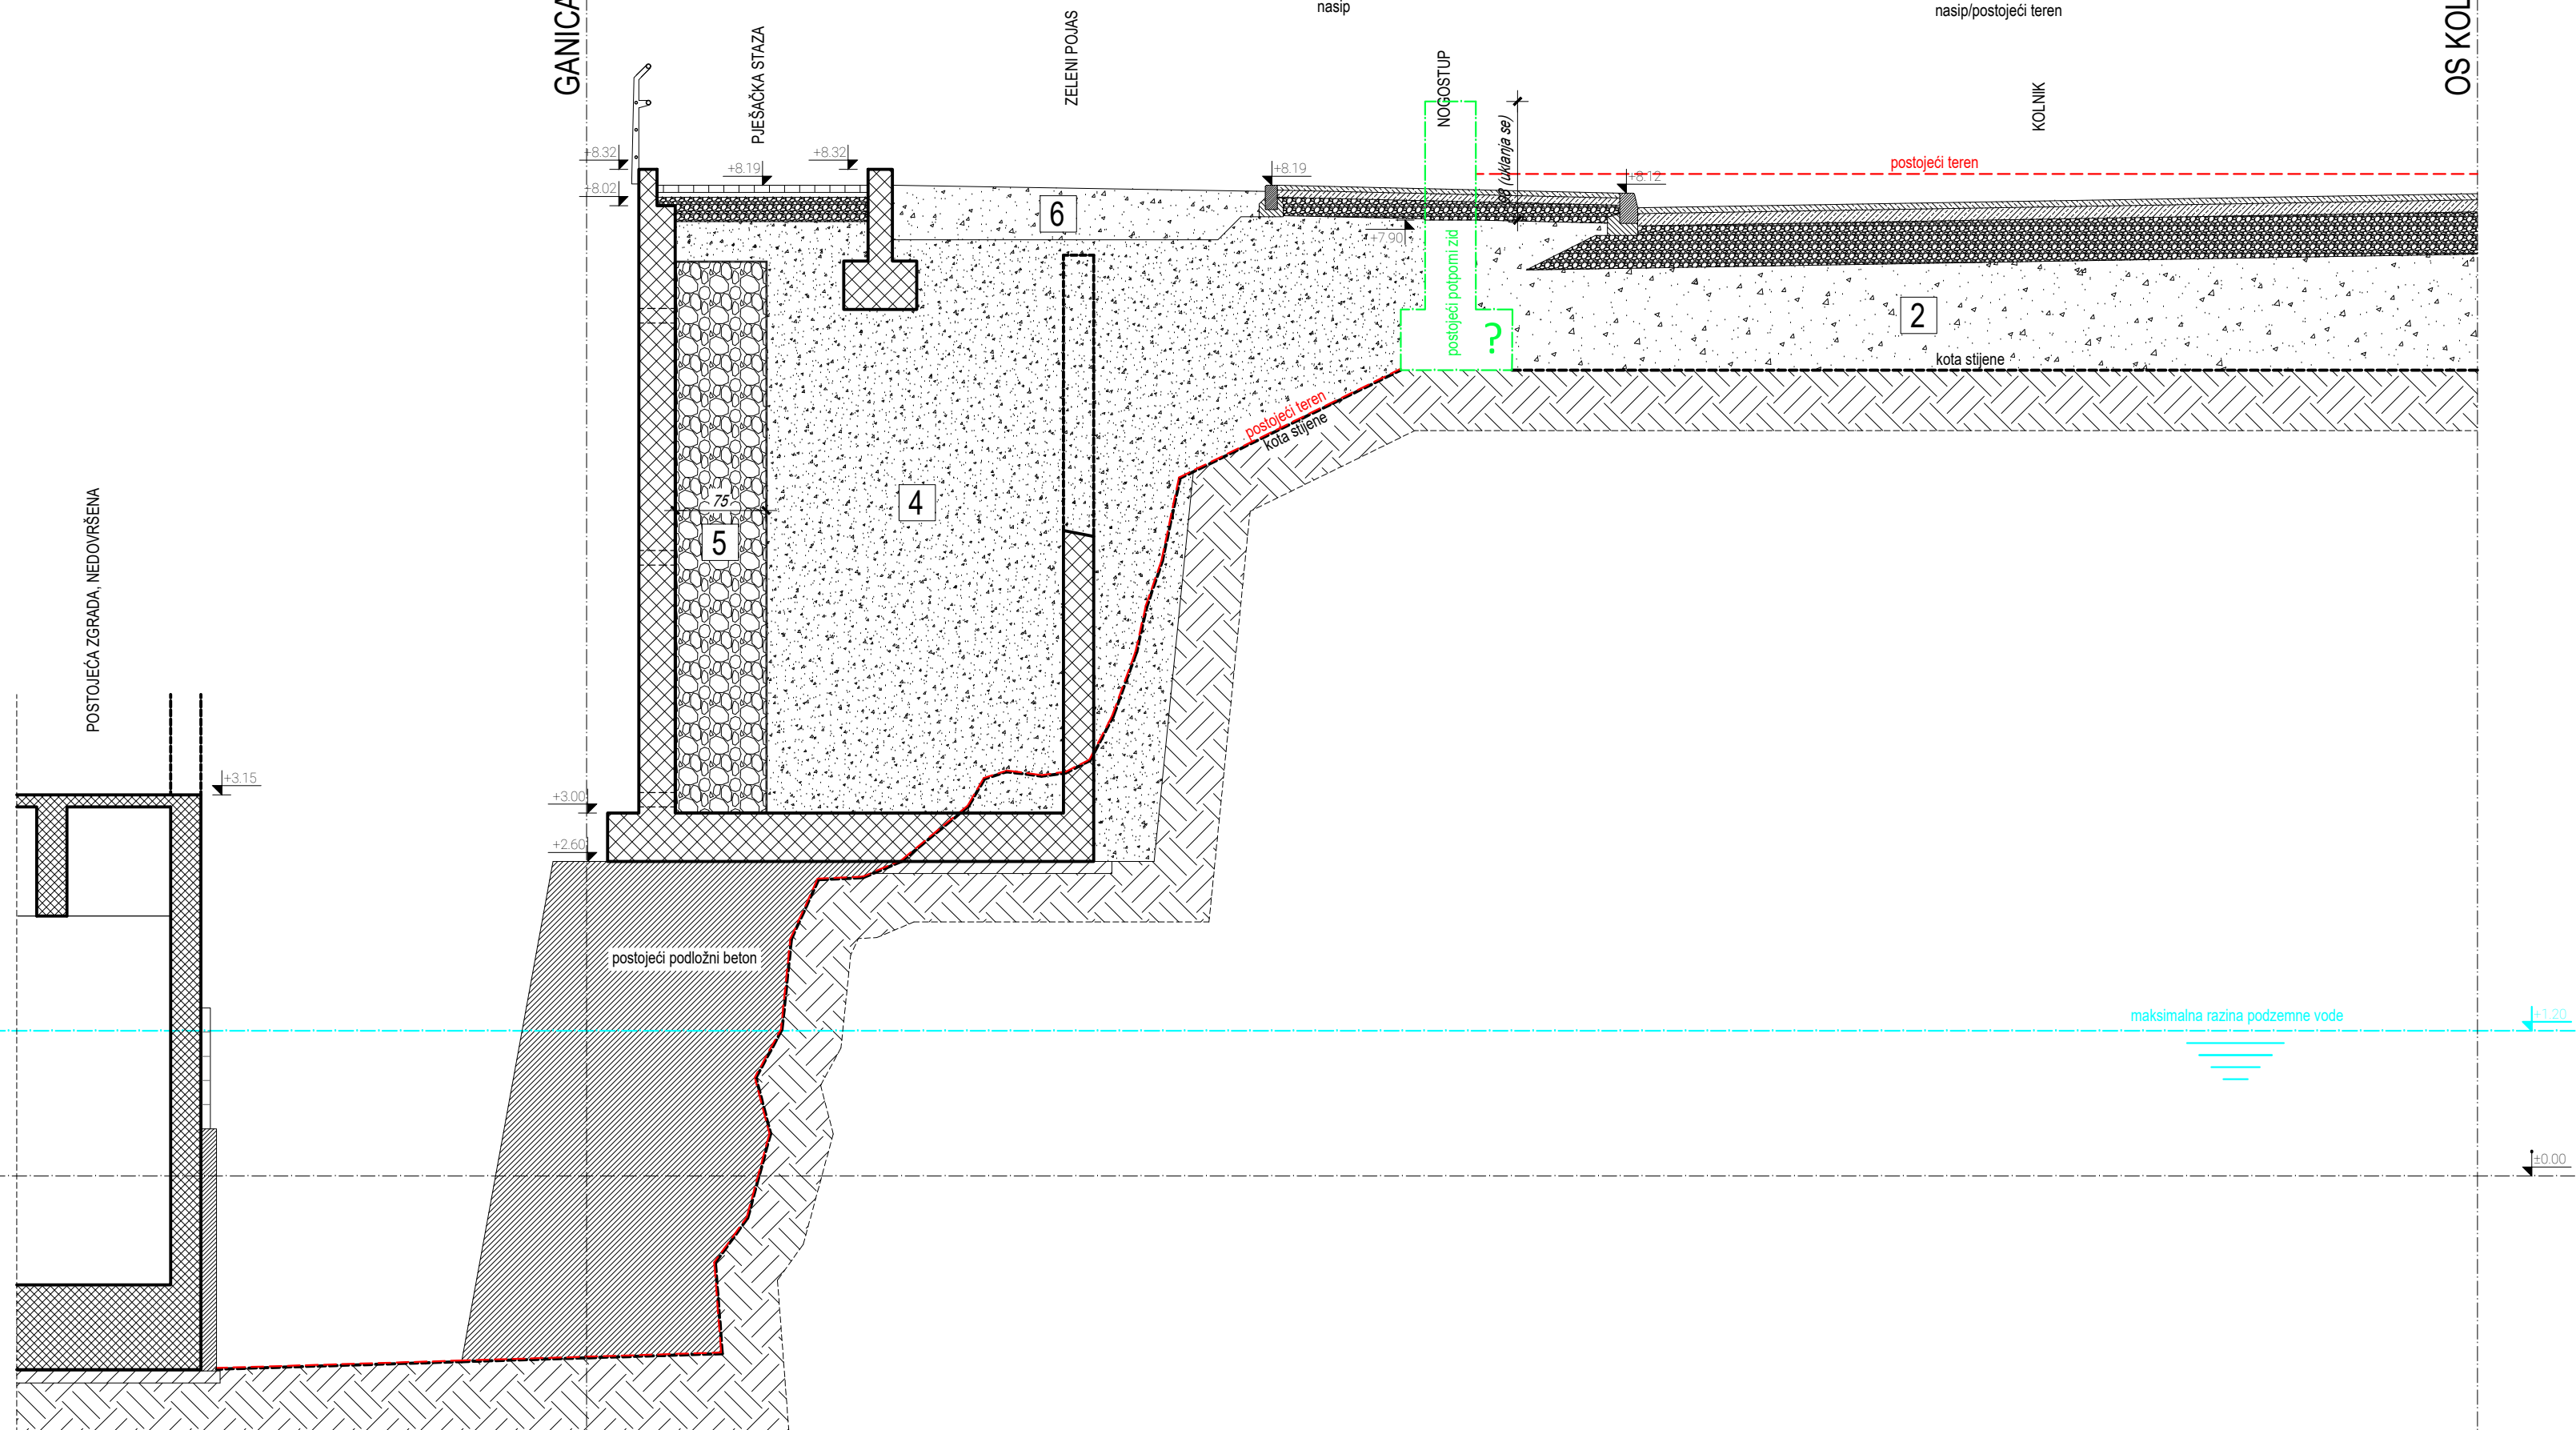 nasip
nasip/postojeći teren
GANICA
PJEŠAČKA STAZA
ZELENI POJAS
NOGOSTUP
KOLNIK
OS KOL
+8.32
+8.02
+8.19
+8.32
+8.19
98 (uklanja se)
+8.12
postojeći teren
+7.90
6
2
postojeći potporni zid
?
kota stijene
postojeći teren
kota stijene
75
5
4
POSTOJEĆA ZGRADA, NEDOVRŠENA
+3.15
+3.00
+2.60
postojeći podložni beton
maksimalna razina podzemne vode
+1.20
±0.00